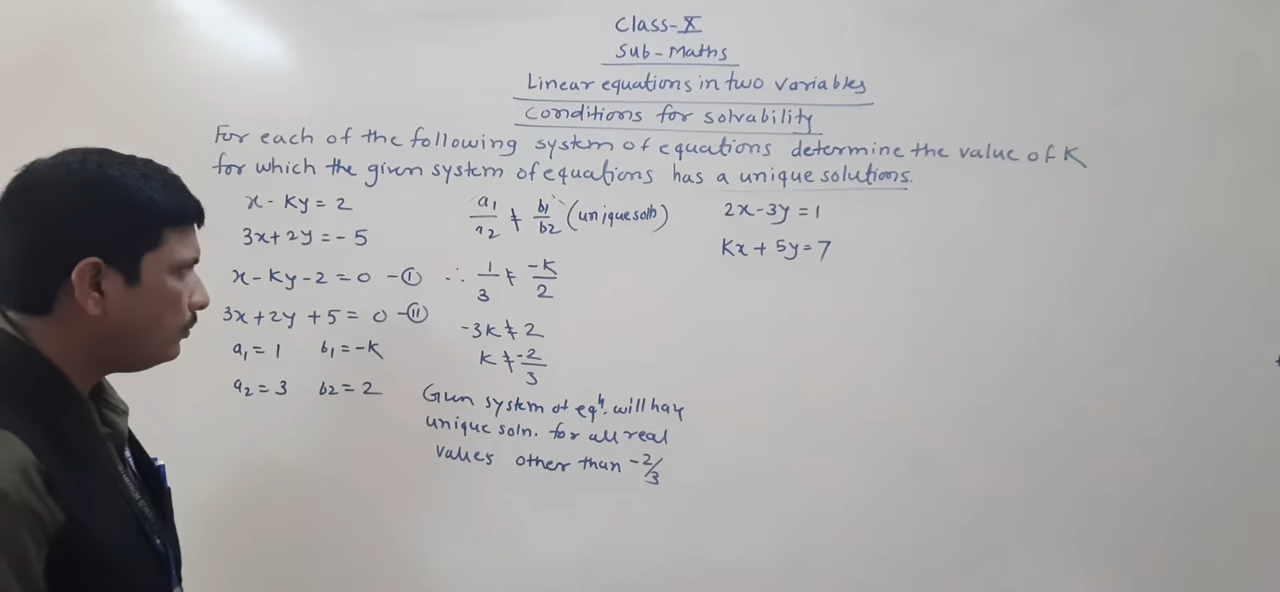 Class-X
Sub-Maths
Linear equations in two variables
Conditions for solvability
For each of the following system of equations determine the value of K
for which the given system of equations has a unique solutions.
x - Ky = 2
3x + 2y = - 5
x - Ky - 2 = 0 - (I)
3x + 2y + 5 = 0 - (II)
a1 = 1 b1 = -K
a2 = 3 b2 = 2
a1/a2 ≠ b1/b2 (unique soln)
∴ 1/3 ≠ -K/2
-3K ≠ 2
K ≠ -2/3
Given system of eqn. will have
unique soln. for all real
values other than -2/3
2x - 3y = 1
Kx + 5y = 7